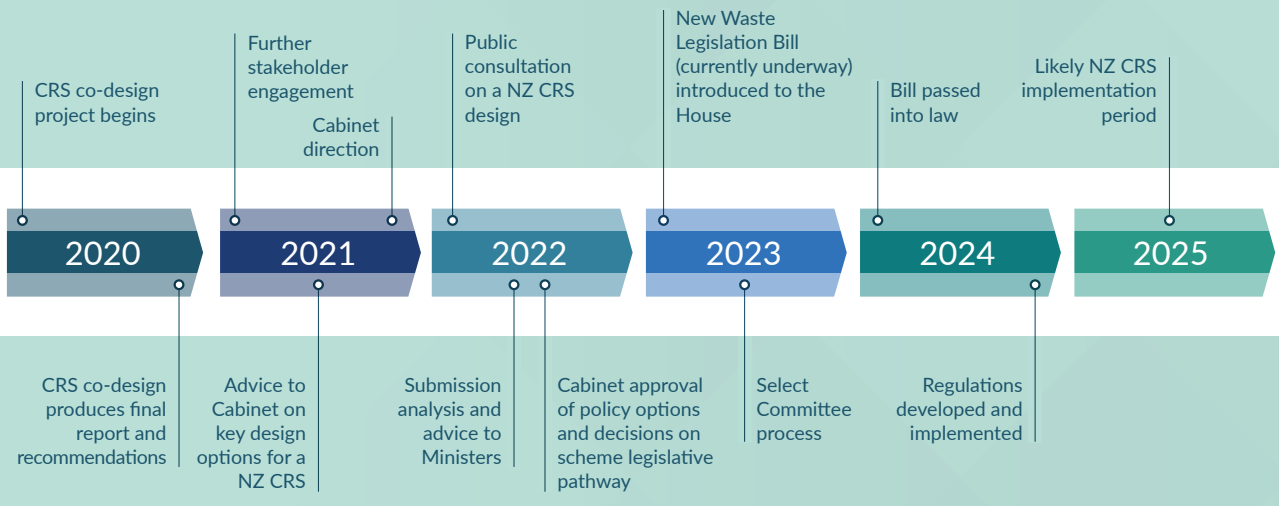 CRS co-design
project begins
Further
stakeholder
engagement
Cabinet
direction
Public
consultation
on a NZ CRS
design
New Waste
Legislation Bill
(currently underway)
introduced to the
House
Bill passed
into law
Likely NZ CRS
implementation
period
2020
2021
2022
2023
2024
2025
CRS co-design
produces final
report and
recommendations
Advice to
Cabinet on
key design
options for a
NZ CRS
Submission
analysis and
advice to
Ministers
Cabinet approval
of policy options
and decisions on
scheme legislative
pathway
Select
Committee
process
Regulations
developed and
implemented